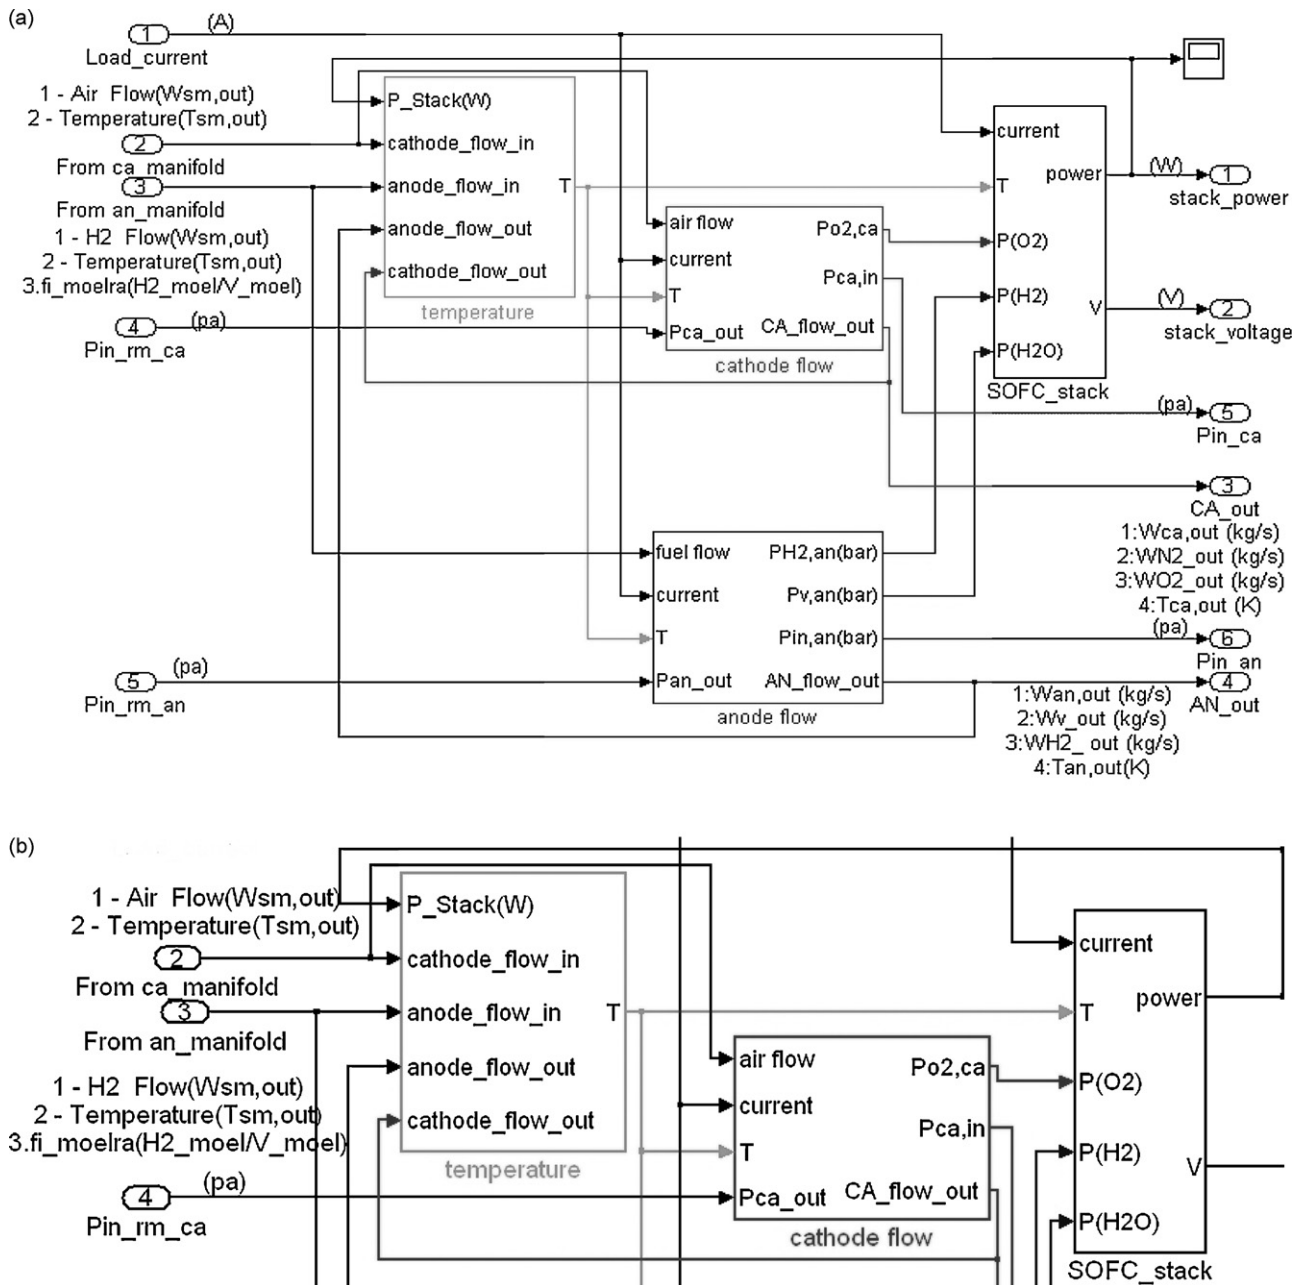 (a)
(A)
1
Load_current
1 - Air Flow(Wsm,out)
2 - Temperature(Tsm,out)
2
From ca_manifold
3
From an_manifold
1 - H2 Flow(Wsm,out)
2 - Temperature(Tsm,out)
3.fi_moelra(H2_moel/V_moel)
(pa)
4
Pin_rm_ca
P_Stack(W)
cathode_flow_in
anode_flow_in
T
anode_flow_out
cathode_flow_out
temperature
air flow
Po2,ca
current
Pca,in
T
Pca_out
CA_flow_out
cathode flow
current
power
T
P(O2)
P(H2)
V
P(H2O)
SOFC_stack
(W)
1
stack_power
(V)
2
stack_voltage
(pa)
5
Pin_ca
3
CA_out
1:Wca,out (kg/s)
2:WN2_out (kg/s)
3:WO2_out (kg/s)
4:Tca,out (K)
(pa)
6
Pin_an
4
AN_out
1:Wan,out (kg/s)
2:Wv_out (kg/s)
3:WH2_ out (kg/s)
4:Tan,out(K)
fuel flow
PH2,an(bar)
current
Pv,an(bar)
T
Pin,an(bar)
Pan_out
AN_flow_out
anode flow
(pa)
5
Pin_rm_an
(b)
1 - Air Flow(Wsm,out)
2 - Temperature(Tsm,out)
2
From ca_manifold
3
From an_manifold
1 - H2 Flow(Wsm,out)
2 - Temperature(Tsm,out)
3.fi_moelra(H2_moel/V_moel)
(pa)
4
Pin_rm_ca
P_Stack(W)
cathode_flow_in
anode_flow_in
T
anode_flow_out
cathode_flow_out
temperature
air flow
Po2,ca
current
Pca,in
T
Pca_out
CA_flow_out
cathode flow
current
power
T
P(O2)
P(H2)
V
P(H2O)
SOFC_stack